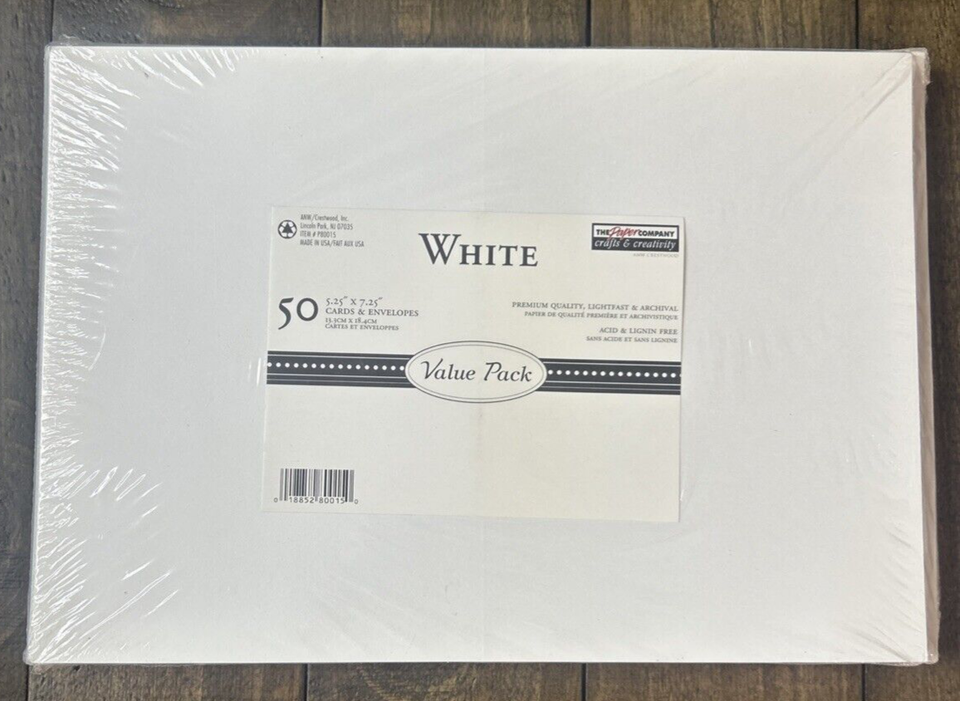 ANW/Crestwood, Inc.
Lincoln Park, NJ 07035
ITEM # P80015
MADE IN USA/FAIT AUX USA
WHITE
THE Paper COMPANY
crafts & creativity
ANW CRESTWOOD
50
5.25" X 7.25"
CARDS & ENVELOPES
13.3CM X 18.4CM
CARTES ET ENVELOPPES
PREMIUM QUALITY, LIGHTFAST & ARCHIVAL
PAPIER DE QUALITÉ PREMIÈRE ET ARCHIVISTIQUE
ACID & LIGNIN FREE
SANS ACIDE ET SANS LIGNINE
Value Pack
0 18852 80015 0